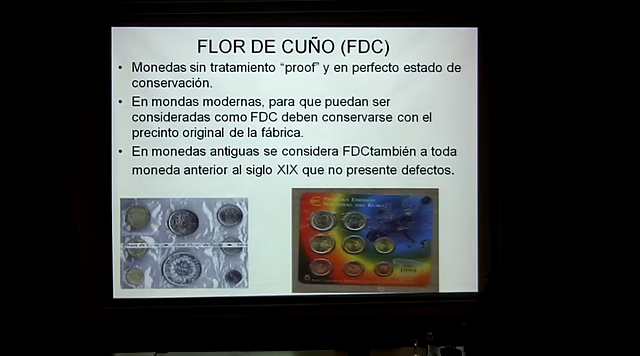 FLOR DE CUÑO (FDC)
• Monedas sin tratamiento “proof” y en perfecto estado de
conservación.
• En mondas modernas, para que puedan ser
consideradas como FDC deben conservarse con el
precinto original de la fábrica.
• En monedas antiguas se considera FDCtambién a toda
moneda anterior al siglo XIX que no presente defectos.